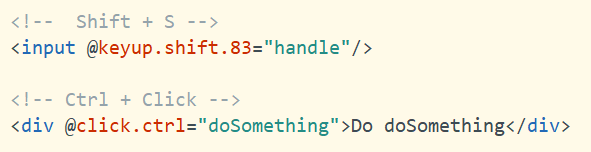 <!--  Shift + S -->
<input @keyup.shift.83="handle"/>
<!-- Ctrl + Click -->
<div @click.ctrl="doSomething">Do doSomething</div>